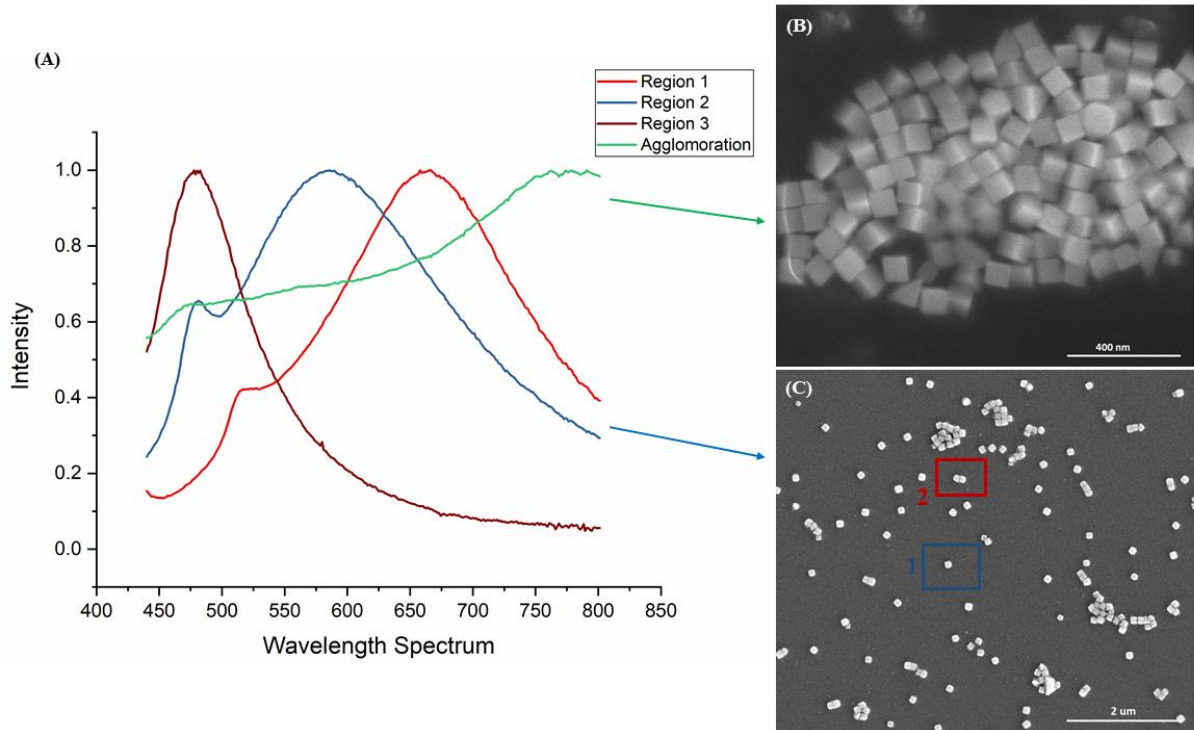 (A)
Region 1
Region 2
Region 3
Agglomoration
1.0
0.8
0.6
0.4
0.2
0.0
Intensity
400 450 500 550 600 650 700 750 800 850
Wavelength Spectrum
(B)
400 nm
(C)
2
1
2 um